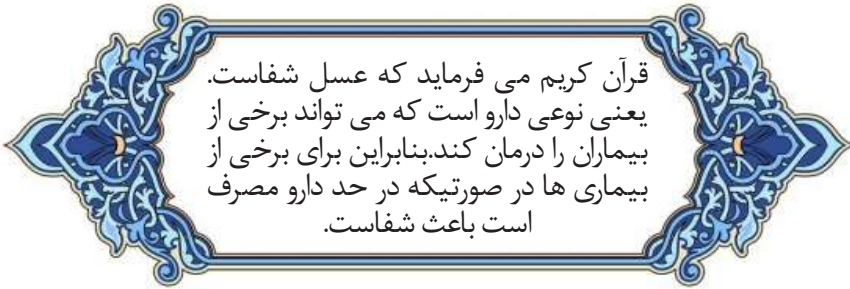 قرآن کریم می فرماید که عسل شفاست.
یعنی نوعی دارو است که می تواند برخی از
بیماران را درمان کند.بنابراین برای برخی از
بیماری ها در صورتیکه در حد دارو مصرف
است باعث شفاست.